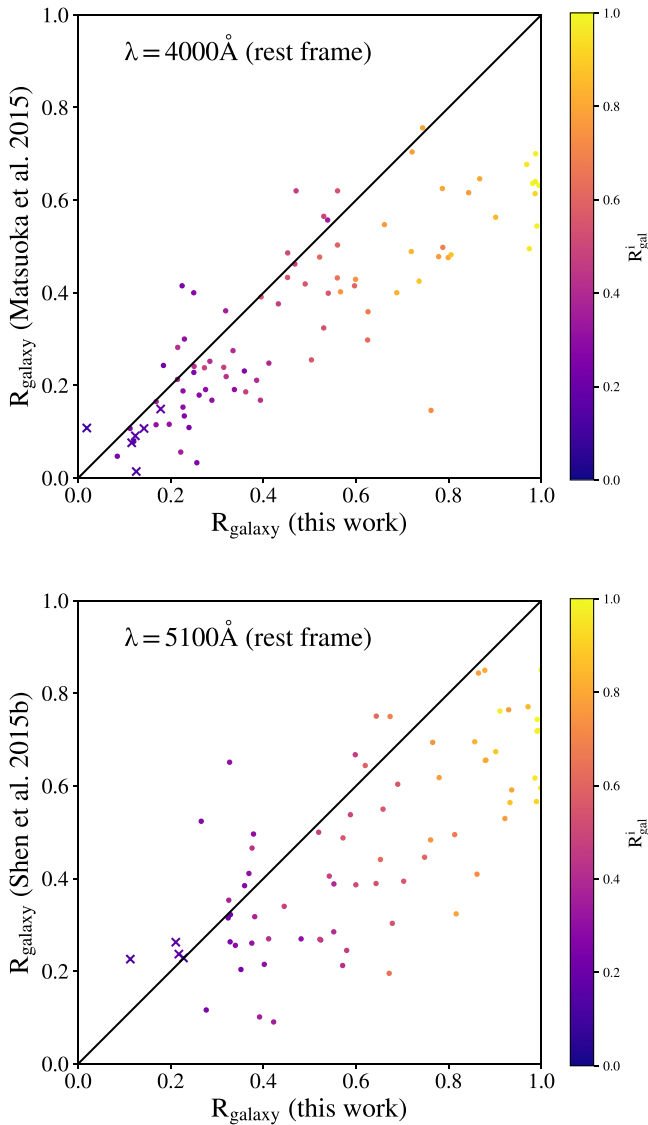 λ = 4000Å (rest frame)
R_galaxy (Matsuoka et al. 2015)
1.0
0.8
0.6
0.4
0.2
0.0
0.0 0.2 0.4 0.6 0.8 1.0
R_galaxy (this work)
1.0
0.8
0.6
0.4
0.2
0.0
R^i_gal
λ = 5100Å (rest frame)
R_galaxy (Shen et al. 2015b)
1.0
0.8
0.6
0.4
0.2
0.0
0.0 0.2 0.4 0.6 0.8 1.0
R_galaxy (this work)
1.0
0.8
0.6
0.4
0.2
0.0
R^i_gal